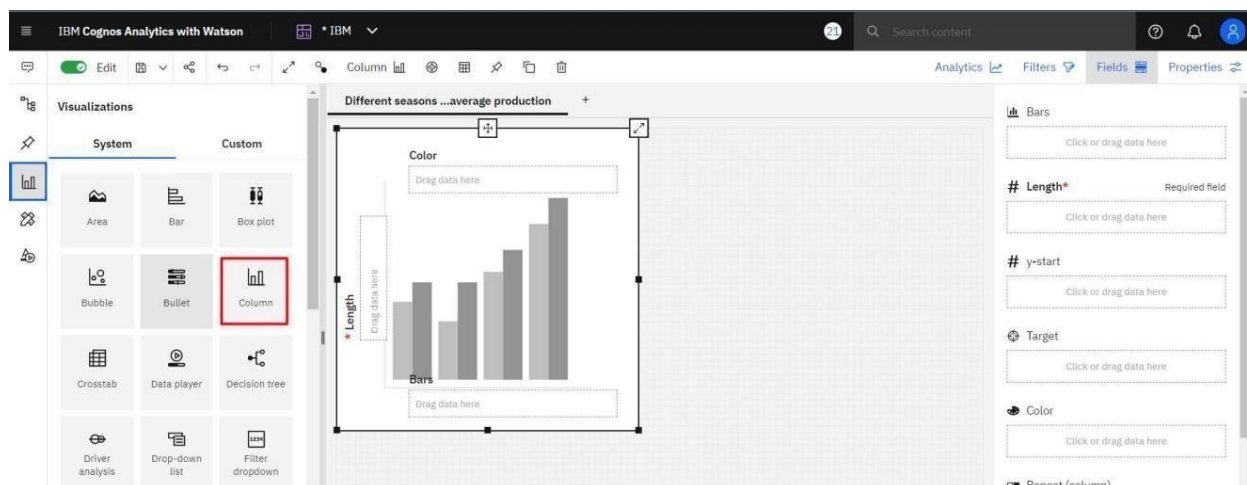 IBM Cognos Analytics with Watson
* IBM
21
Search content
Edit
Column
Analytics
Filters
Fields
Properties
Visualizations
System
Custom
Area
Bar
Box plot
Bubble
Bullet
Column
Crosstab
Data player
Decision tree
Driver
analysis
Drop-down
list
1234
Filter
dropdown
Different seasons ...average production
+
Color
Drag data here
* Length
Drag data here
Bars
Drag data here
Bars
Click or drag data here
# Length*
Required field
Click or drag data here
# y-start
Click or drag data here
Target
Click or drag data here
Color
Click or drag data here
Repeat (column)